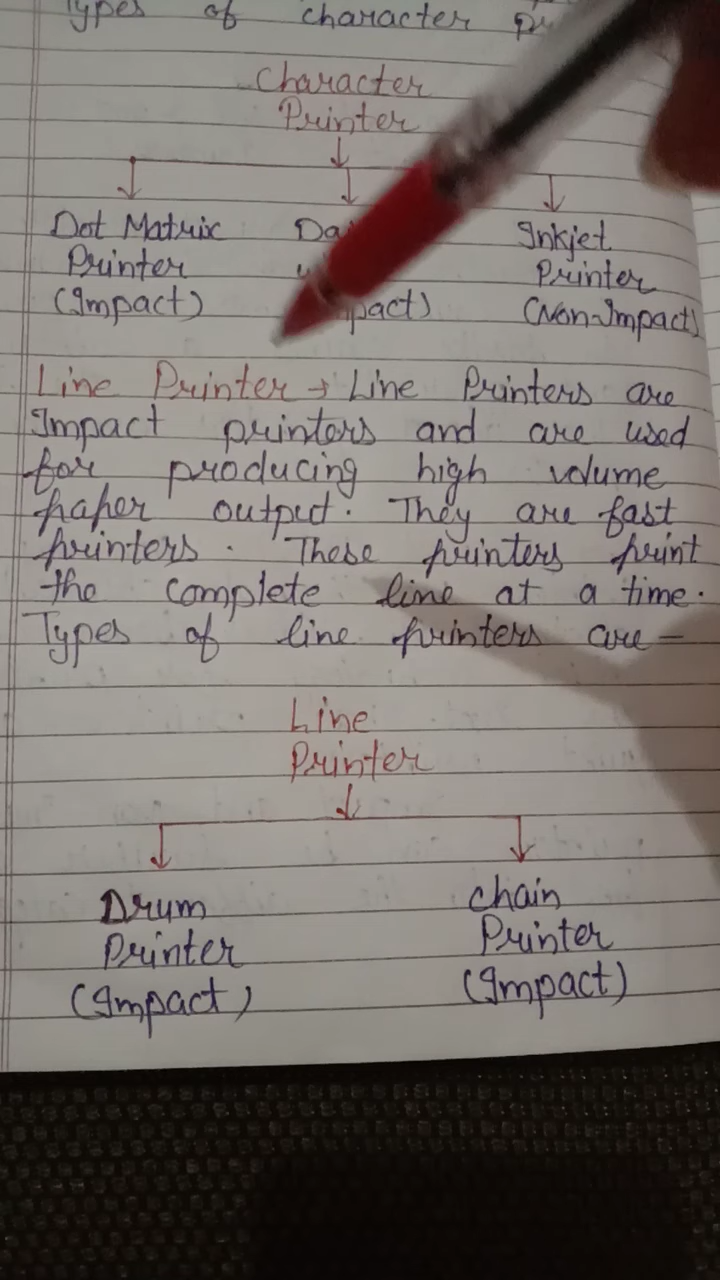 Types of character
Character
Printer
Dot Matrix
Printer
(Impact)
Inkjet
Printer
(Non-Impact)
Line Printer → Line Printers are
Impact printers and are used
for producing high volume
paper output. They are fast
printers. These printers print
the complete line at a time.
Types of line printers are —
Line
Printer
Drum
Printer
(Impact)
Chain
Printer
(Impact)